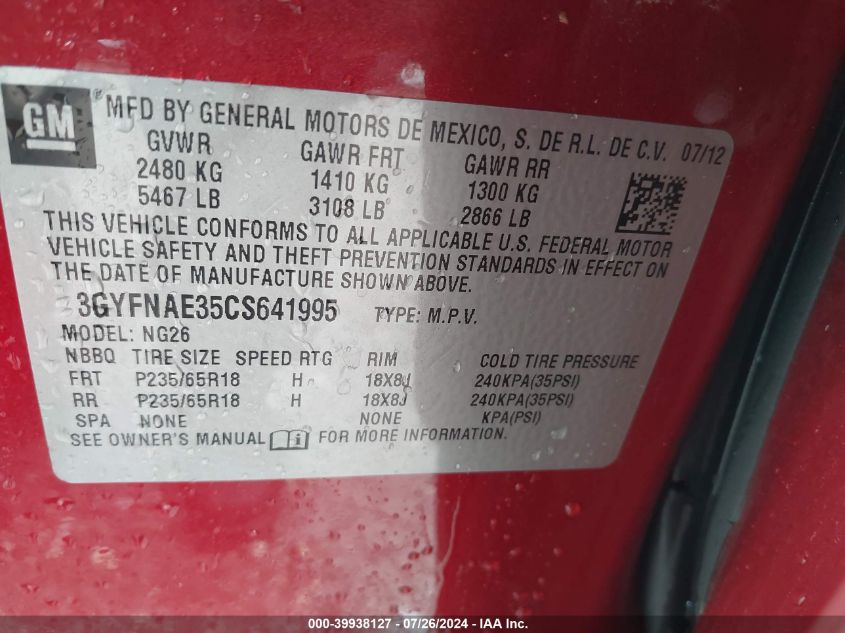 GM
® MFD BY GENERAL MOTORS DE MEXICO, S. DE R.L. DE C.V. 07/12
GVWR GAWR FRT GAWR RR
2480 KG 1410 KG 1300 KG
5467 LB 3108 LB 2866 LB
THIS VEHICLE CONFORMS TO ALL APPLICABLE U.S. FEDERAL MOTOR
VEHICLE SAFETY AND THEFT PREVENTION STANDARDS IN EFFECT ON
THE DATE OF MANUFACTURE SHOWN ABOVE.
3GYFNAE35CS641995 TYPE: M.P.V.
MODEL: NG26
NBBQ TIRE SIZE SPEED RTG RIM COLD TIRE PRESSURE
FRT P235/65R18 H 18X8J 240KPA(35PSI)
RR P235/65R18 H 18X8J 240KPA(35PSI)
SPA NONE NONE KPA(PSI)
SEE OWNER'S MANUAL i FOR MORE INFORMATION.
000-39938127 - 07/26/2024 - IAA Inc.